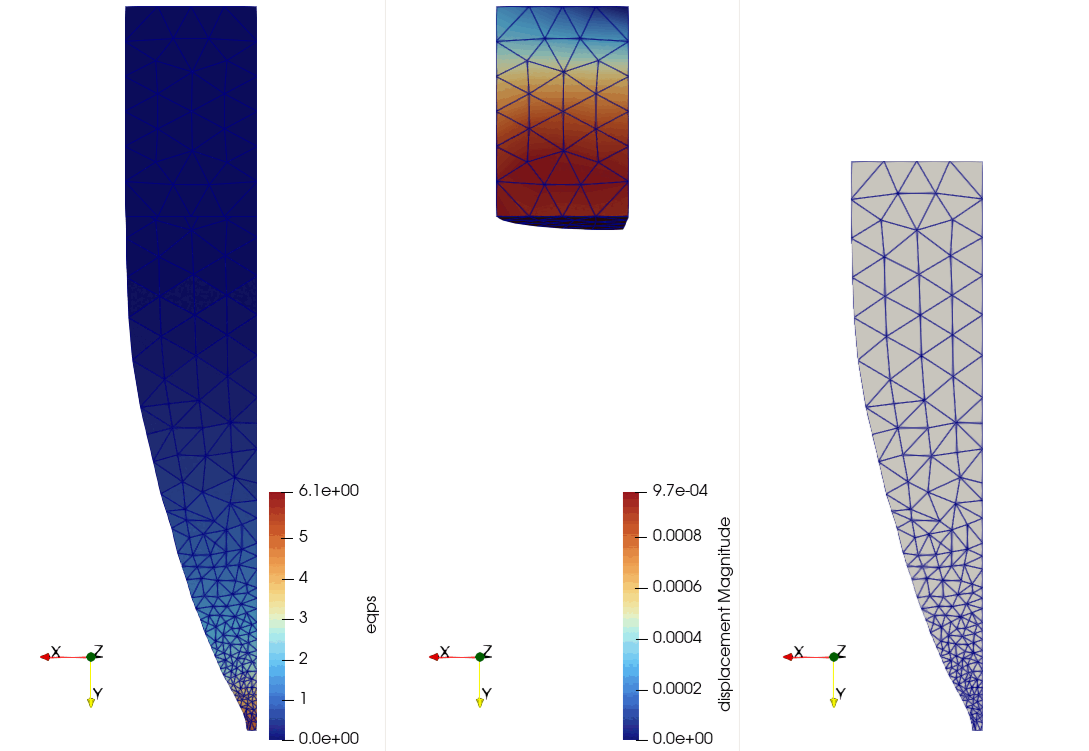 6.1e+00
5
4
3
2
1
0.0e+00
eqps
X
Z
Y
9.7e-04
0.0008
0.0006
0.0004
0.0002
0.0e+00
displacement Magnitude
X
Z
Y
X
Z
Y